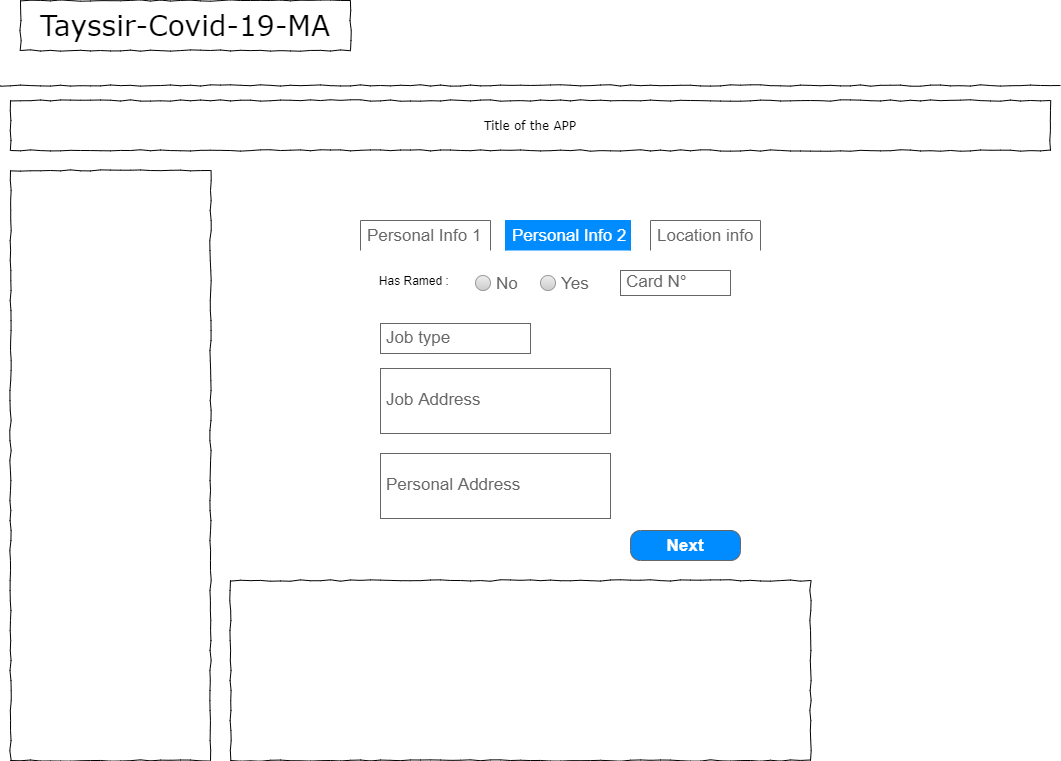 Tayssir-Covid-19-MA
Title of the APP
Personal Info 1 Personal Info 2 Location info
Has Ramed : No Yes Card N°
Job type
Job Address
Personal Address
Next